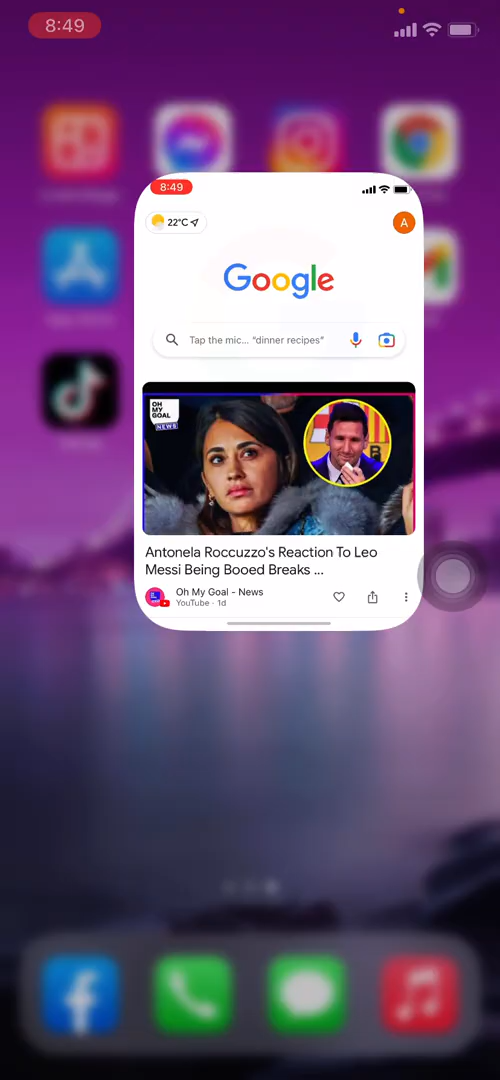 8:49
8:49
22°C
A
Google
Tap the mic... “dinner recipes”
OH
MY
GOAL
NEWS
Antonela Roccuzzo's Reaction To Leo
Messi Being Booed Breaks ...
Oh My Goal - News
YouTube · 1d